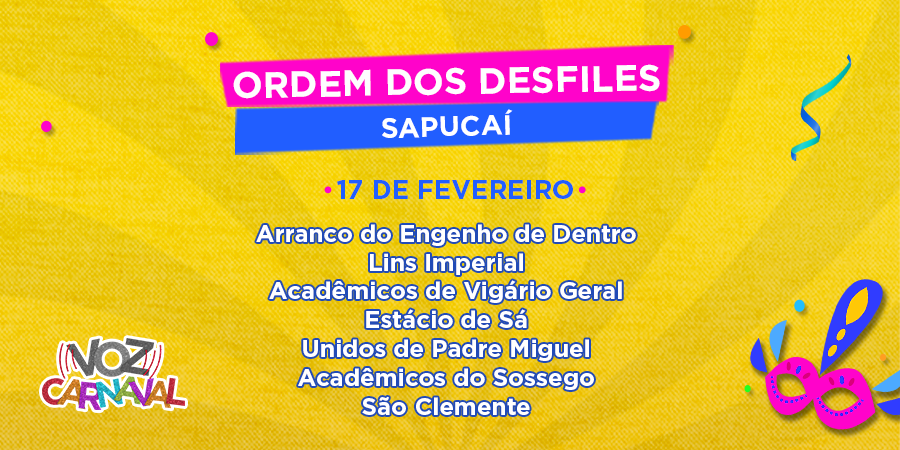 ORDEM DOS DESFILES
SAPUCAÍ
• 17 DE FEVEREIRO •
Arranco do Engenho de Dentro
Lins Imperial
Acadêmicos de Vigário Geral
Estácio de Sá
Unidos de Padre Miguel
Acadêmicos do Sossego
São Clemente
VOZ
CARNAVAL